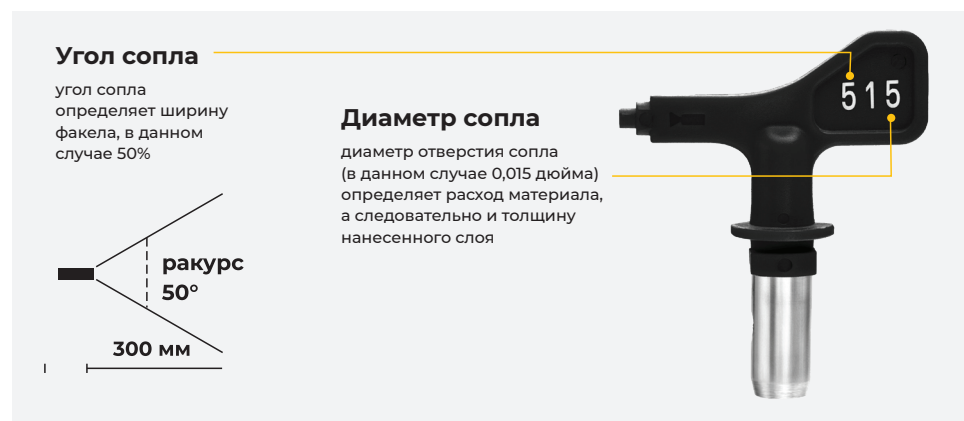 Угол сопла
угол сопла
определяет ширину
факела, в данном
случае 50%
Диаметр сопла
диаметр отверстия сопла
(в данном случае 0,015 дюйма)
определяет расход материала,
а следовательно и толщину
нанесенного слоя
515
ракурс
50°
300 мм